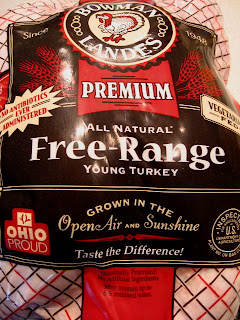 BOWMAN
&
LANDES
Since 1948
PREMIUM
NO ANTIBIOTICS
EVER
ADMINISTERED
ALL NATURAL
Free-Range
YOUNG TURKEY
GROWN IN THE
Open Air AND Sunshine
Taste the Difference!
OHIO
PROUD
INSPECTED
U.S.